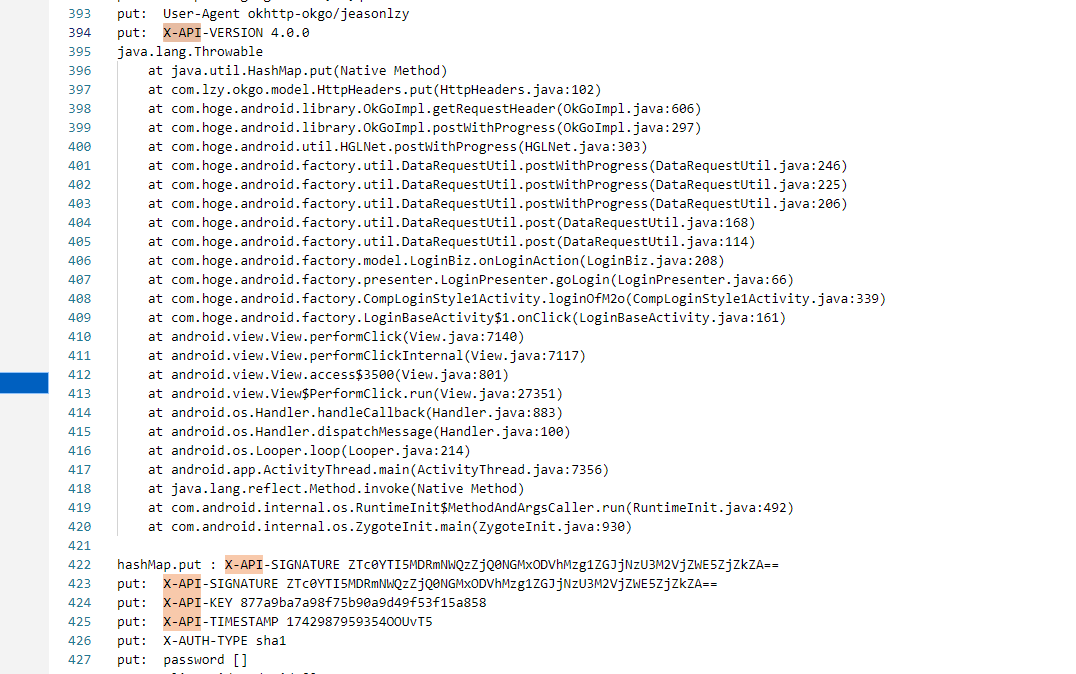 393 put:  User-Agent okhttp-okgo/jeasonlzy
394 put:  X-API-VERSION 4.0.0
395 java.lang.Throwable
396     at java.util.HashMap.put(Native Method)
397     at com.lzy.okgo.model.HttpHeaders.put(HttpHeaders.java:102)
398     at com.hoge.android.library.OkGoImpl.getRequestHeader(OkGoImpl.java:606)
399     at com.hoge.android.library.OkGoImpl.postWithProgress(OkGoImpl.java:297)
400     at com.hoge.android.util.HGLNet.postWithProgress(HGLNet.java:303)
401     at com.hoge.android.factory.util.DataRequestUtil.postWithProgress(DataRequestUtil.java:246)
402     at com.hoge.android.factory.util.DataRequestUtil.postWithProgress(DataRequestUtil.java:225)
403     at com.hoge.android.factory.util.DataRequestUtil.postWithProgress(DataRequestUtil.java:206)
404     at com.hoge.android.factory.util.DataRequestUtil.post(DataRequestUtil.java:168)
405     at com.hoge.android.factory.util.DataRequestUtil.post(DataRequestUtil.java:114)
406     at com.hoge.android.factory.model.LoginBiz.onLoginAction(LoginBiz.java:208)
407     at com.hoge.android.factory.presenter.LoginPresenter.goLogin(LoginPresenter.java:66)
408     at com.hoge.android.factory.CompLoginStyle1Activity.loginOfM2o(CompLoginStyle1Activity.java:339)
409     at com.hoge.android.factory.LoginBaseActivity$1.onClick(LoginBaseActivity.java:161)
410     at android.view.View.performClick(View.java:7140)
411     at android.view.View.performClickInternal(View.java:7117)
412     at android.view.View.access$3500(View.java:801)
413     at android.view.View$PerformClick.run(View.java:27351)
414     at android.os.Handler.handleCallback(Handler.java:883)
415     at android.os.Handler.dispatchMessage(Handler.java:100)
416     at android.os.Looper.loop(Looper.java:214)
417     at android.app.ActivityThread.main(ActivityThread.java:7356)
418     at java.lang.reflect.Method.invoke(Native Method)
419     at com.android.internal.os.RuntimeInit$MethodAndArgsCaller.run(RuntimeInit.java:492)
420     at com.android.internal.os.ZygoteInit.main(ZygoteInit.java:930)
421
422 hashMap.put : X-API-SIGNATURE ZTc0YTI5MDRmNWQzZjQ0NGMxODVhMzg1ZGJjNzU3M2VjZWE5ZjZkZA==
423 put:  X-API-SIGNATURE ZTc0YTI5MDRmNWQzZjQ0NGMxODVhMzg1ZGJjNzU3M2VjZWE5ZjZkZA==
424 put:  X-API-KEY 877a9ba7a98f75b90a9d49f53f15a858
425 put:  X-API-TIMESTAMP 1742987959354OOUvT5
426 put:  X-AUTH-TYPE sha1
427 put:  password []